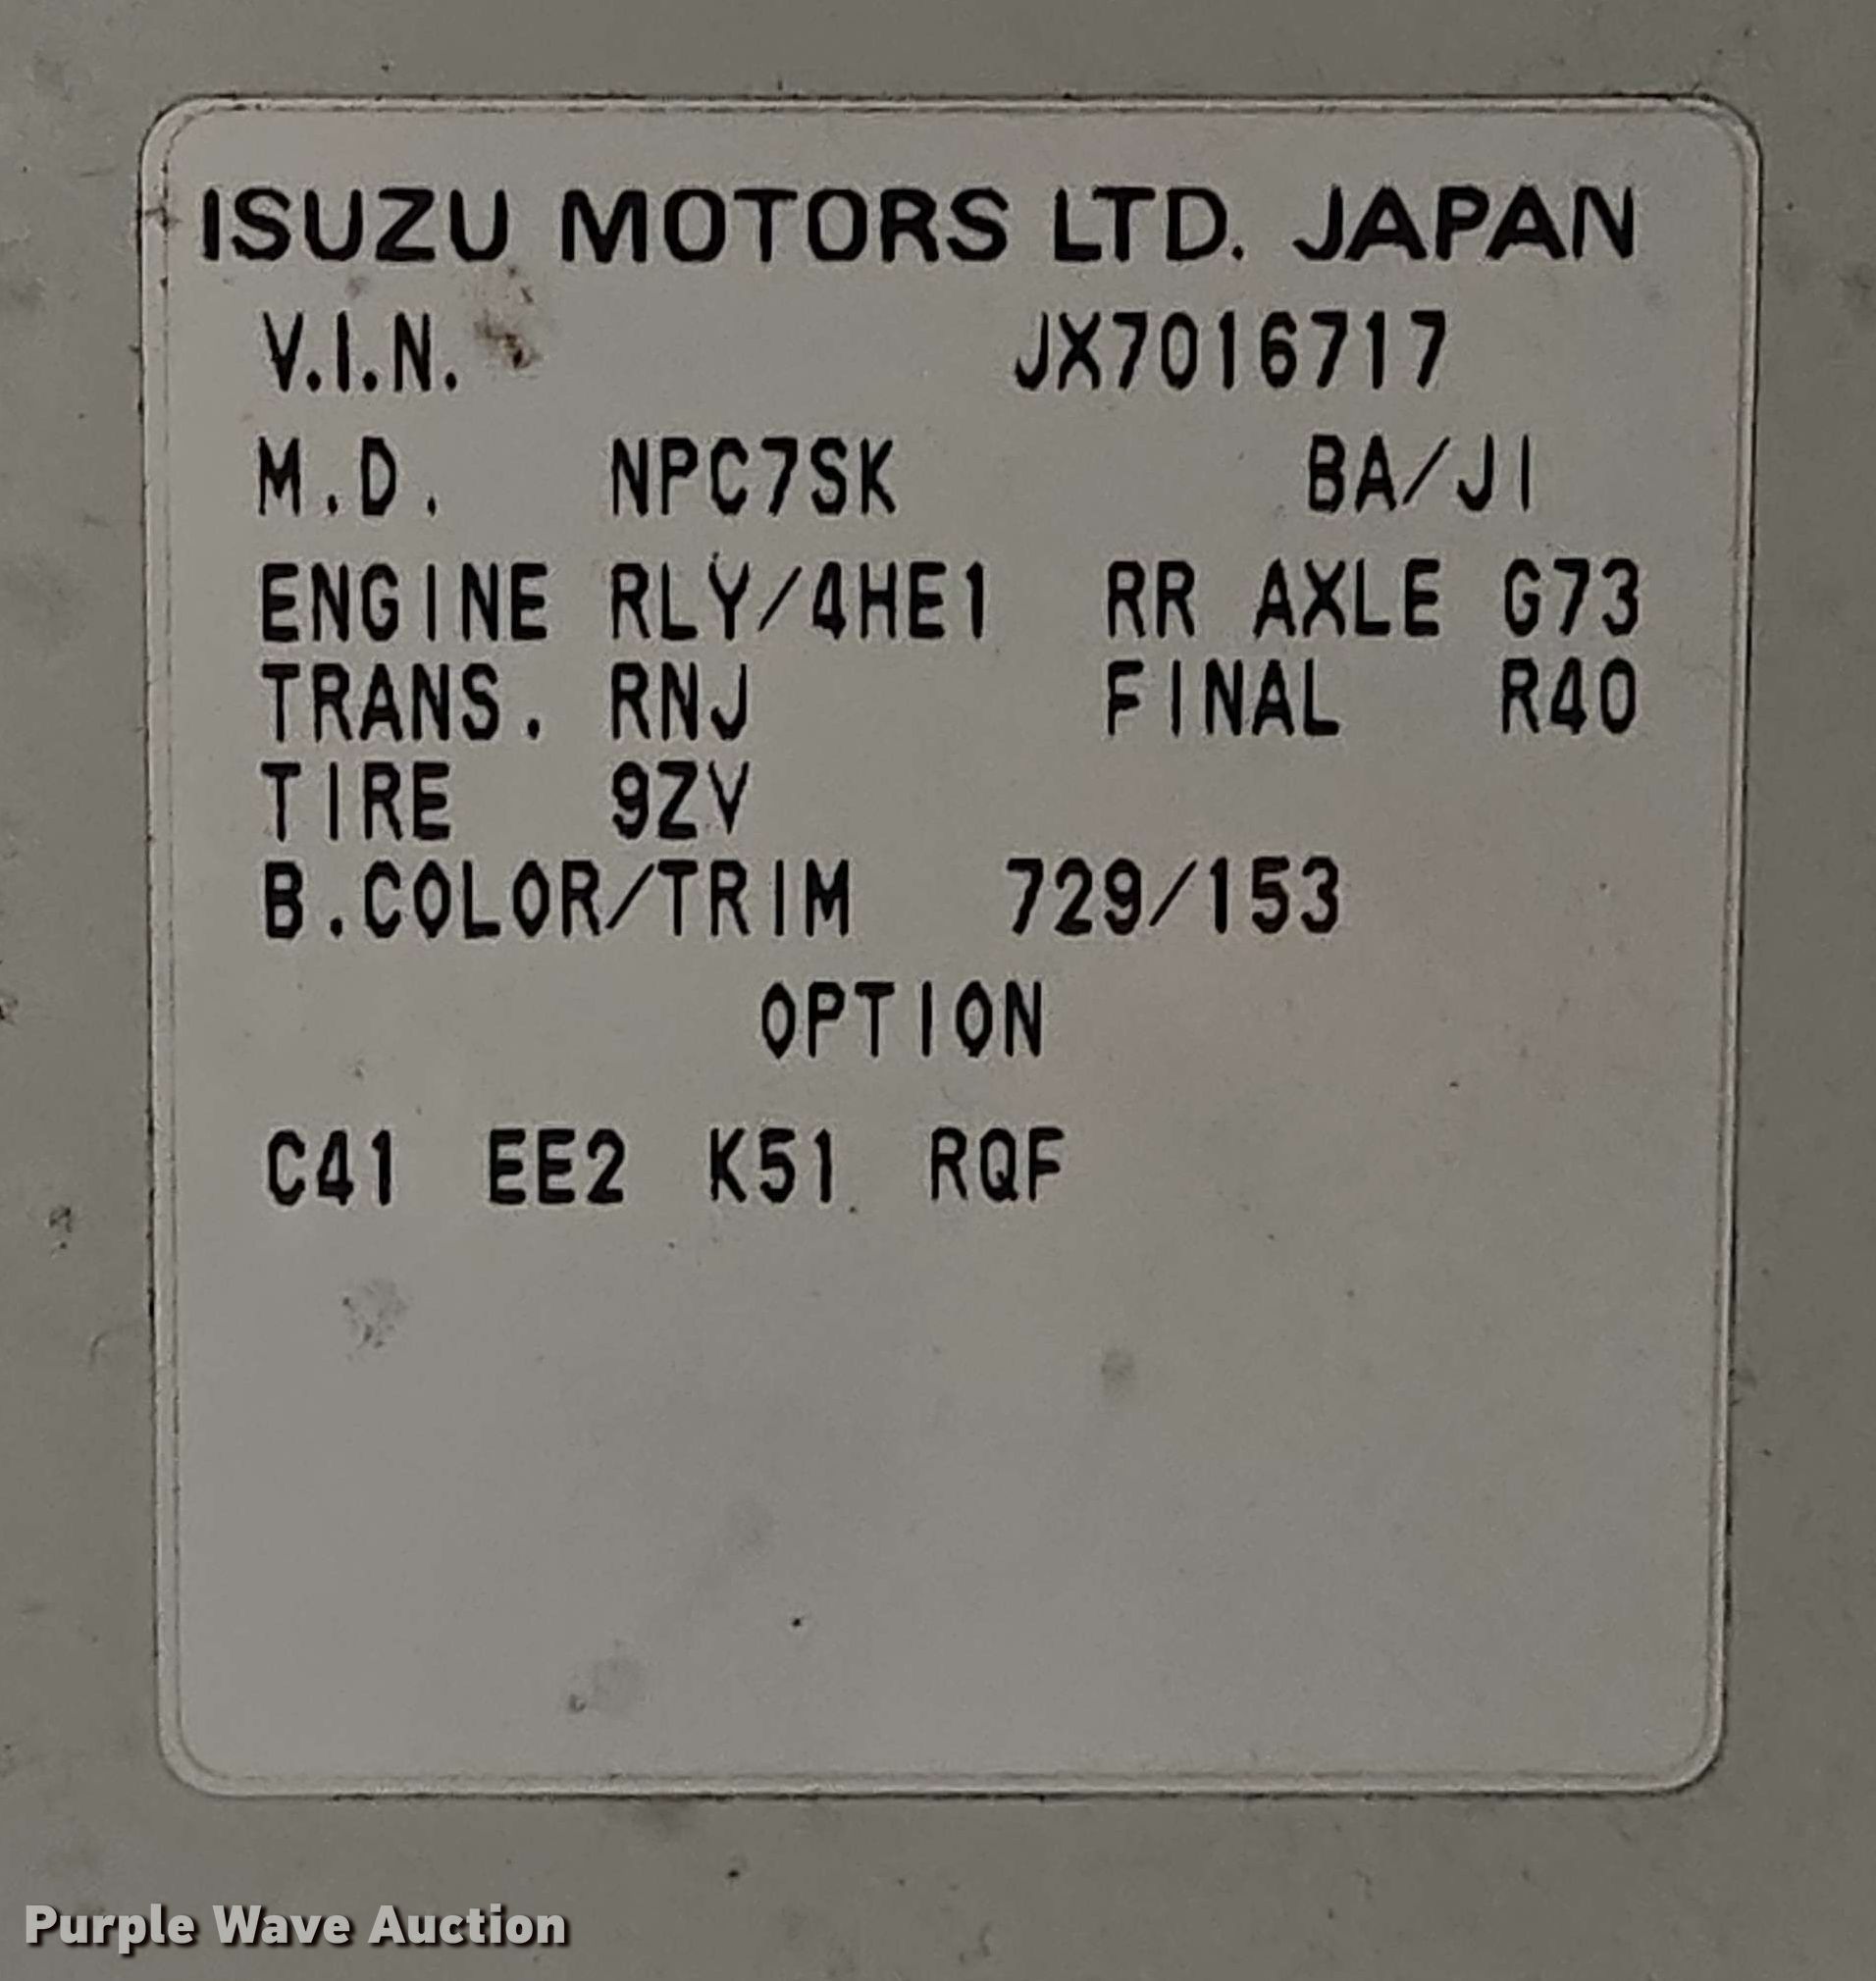 ISUZU MOTORS LTD. JAPAN
V.I.N. JX7016717
M.D. NPC7SK BA/JI
ENGINE RLY/4HE1 RR AXLE G73
TRANS. RNJ FINAL R40
TIRE 9ZV
B.COLOR/TRIM 729/153
OPTION
C41 EE2 K51 RQF
Purple Wave Auction